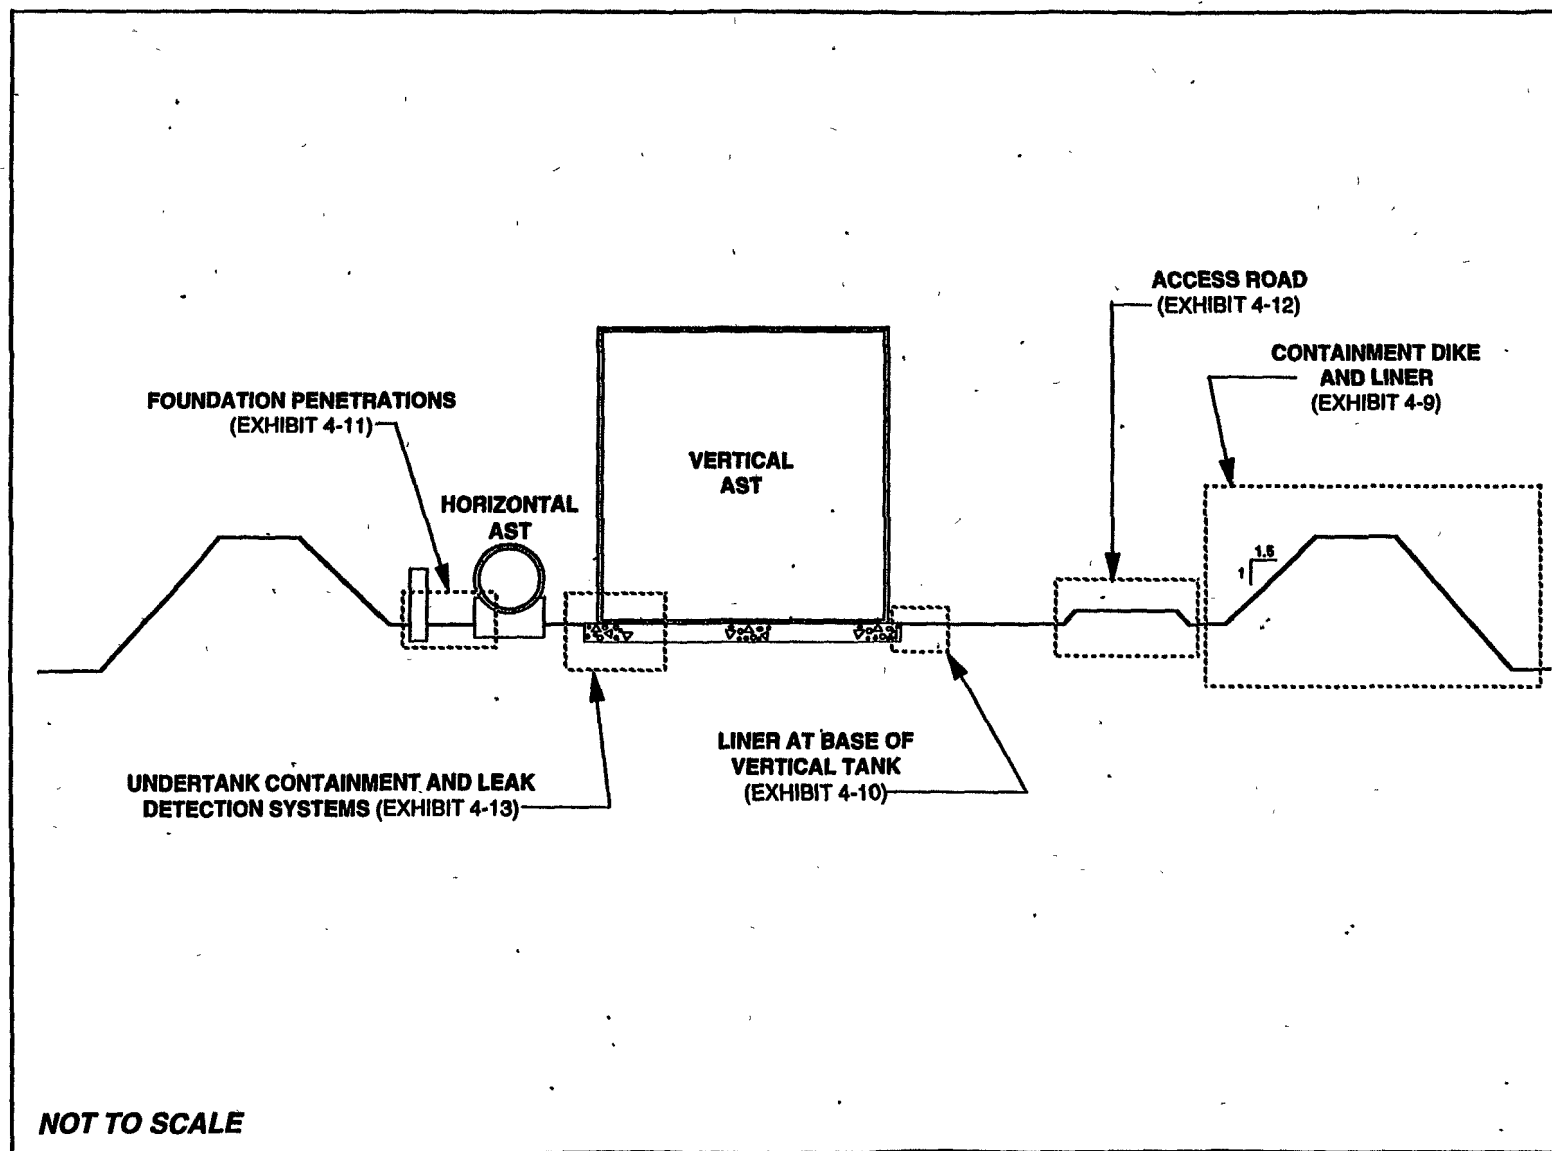 ACCESS ROAD
(EXHIBIT 4-12)
CONTAINMENT DIKE
AND LINER
(EXHIBIT 4-9)
FOUNDATION PENETRATIONS
(EXHIBIT 4-11)
VERTICAL
AST
HORIZONTAL
AST
1.5
1
LINER AT BASE OF
VERTICAL TANK
(EXHIBIT 4-10)
UNDERTANK CONTAINMENT AND LEAK
DETECTION SYSTEMS (EXHIBIT 4-13)
NOT TO SCALE